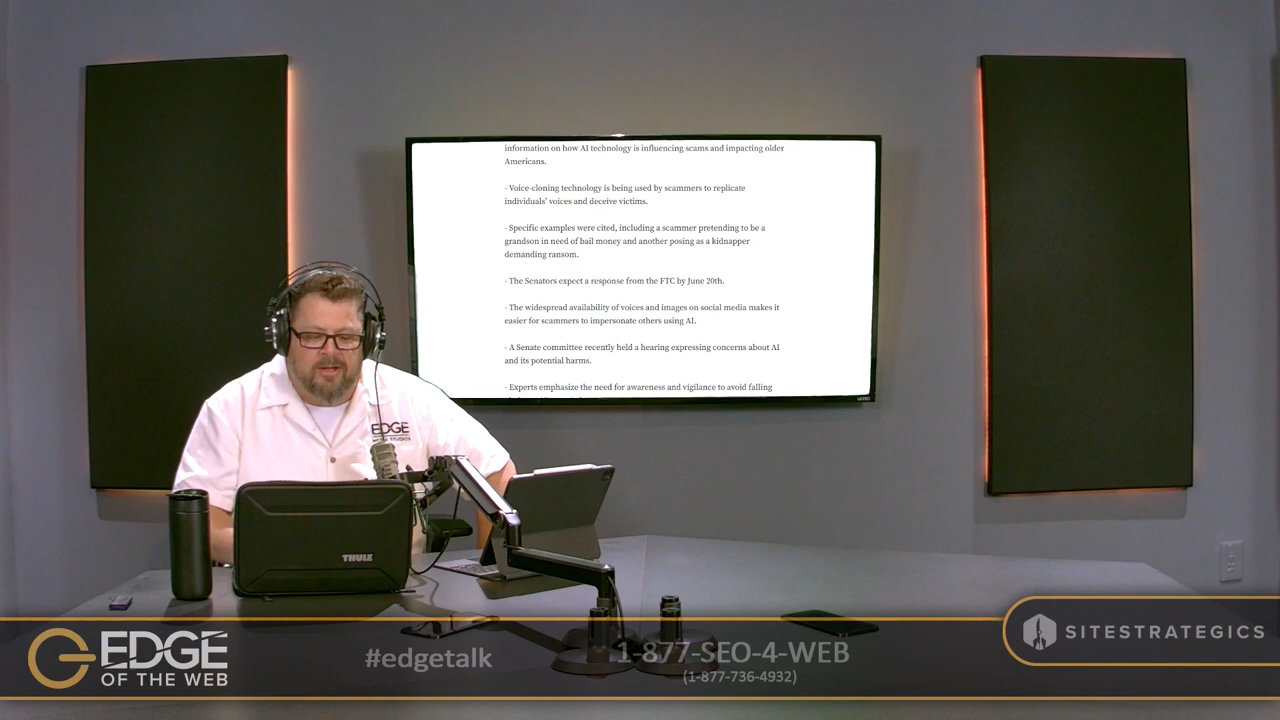 information on how AI technology is influencing scams and impacting older
Americans.
- Voice-cloning technology is being used by scammers to replicate
individuals' voices and deceive victims.
- Specific examples were cited, including a scammer pretending to be a
grandson in need of bail money and another posing as a kidnapper
demanding ransom.
- The Senators expect a response from the FTC by June 20th.
- The widespread availability of voices and images on social media makes it
easier for scammers to impersonate others using AI.
- A Senate committee recently held a hearing expressing concerns about AI
and its potential harms.
- Experts emphasize the need for awareness and vigilance to avoid falling
VIZIO
EDGE
STUDIOS
THULE
EDGE
OF THE WEB
#edgetalk
1-877-SEO-4-WEB
(1-877-736-4932)
SITESTRATEGICS